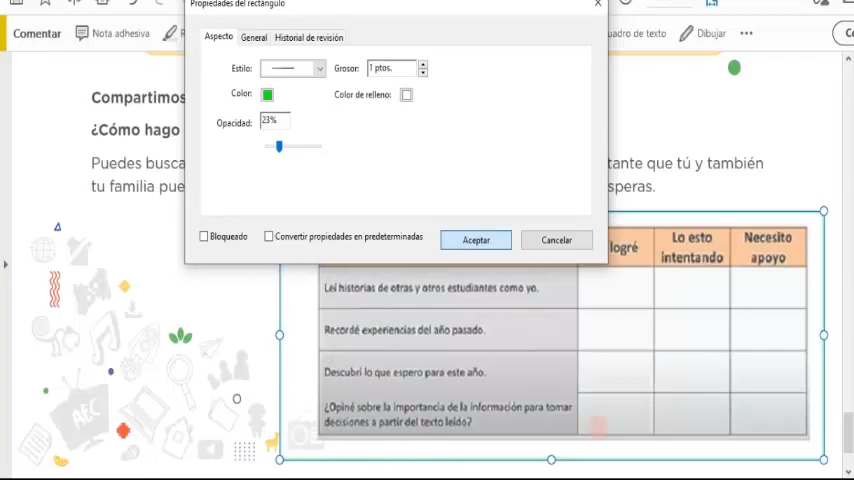 Propiedades del rectángulo
Comentar
Nota adhesiva
uadro de texto
Dibujar
Aspecto
General
Historial de revisión
Estilo:
Grosor:
1 ptos.
Color:
Color de relleno:
Opacidad:
23%
Bloqueado
Convertir propiedades en predeterminadas
Aceptar
Cancelar
Compartimos
¿Cómo hago
Puedes busca
tante que tú y también
tu familia pue
speras.
logré
Lo esto intentando
Necesito apoyo
Leí historias de otras y otros estudiantes como yo.
Recordé experiencias del año pasado.
Descubrí lo que espero para este año.
¿Opiné sobre la importancia de la información para tomar
decisiones a partir del texto leído?
AEC